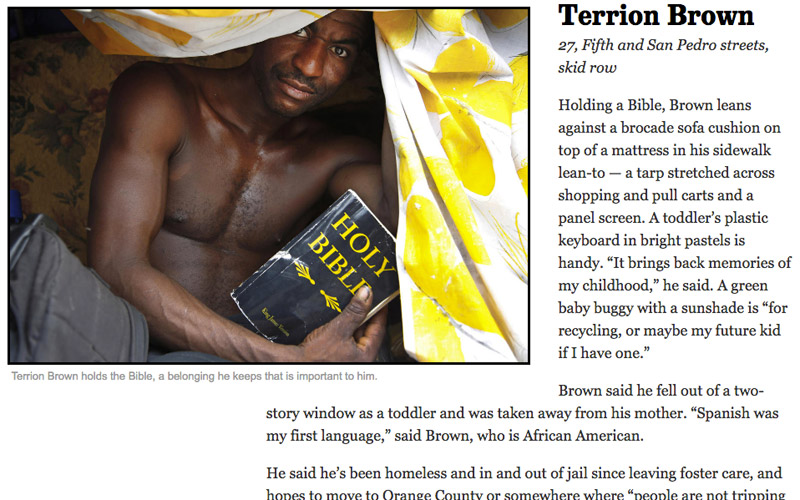 Terrion Brown
27, Fifth and San Pedro streets,
skid row
HOLY
BIBLE
King James Version
Terrion Brown holds the Bible, a belonging he keeps that is important to him.
Holding a Bible, Brown leans
against a brocade sofa cushion on
top of a mattress in his sidewalk
lean-to — a tarp stretched across
shopping and pull carts and a
panel screen. A toddler’s plastic
keyboard in bright pastels is
handy. “It brings back memories of
my childhood,” he said. A green
baby buggy with a sunshade is “for
recycling, or maybe my future kid
if I have one.”
Brown said he fell out of a two-
story window as a toddler and was taken away from his mother. “Spanish was
my first language,” said Brown, who is African American.
He said he’s been homeless and in and out of jail since leaving foster care, and
hopes to move to Orange County or somewhere where “people are not tripping